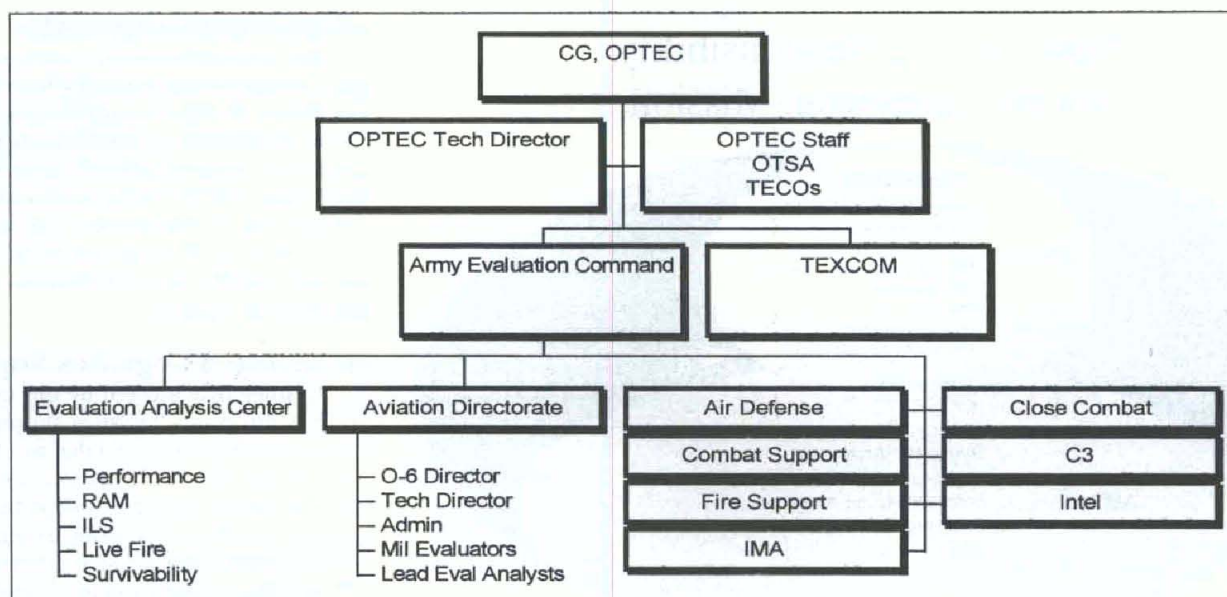 CG, OPTEC
OPTEC Tech Director
OPTEC Staff
OTSA
TECOs
Army Evaluation Command
TEXCOM
Evaluation Analysis Center
Performance
RAM
ILS
Live Fire
Survivability
Aviation Directorate
O-6 Director
Tech Director
Admin
Mil Evaluators
Lead Eval Analysts
Air Defense
Close Combat
Combat Support
C3
Fire Support
Intel
IMA